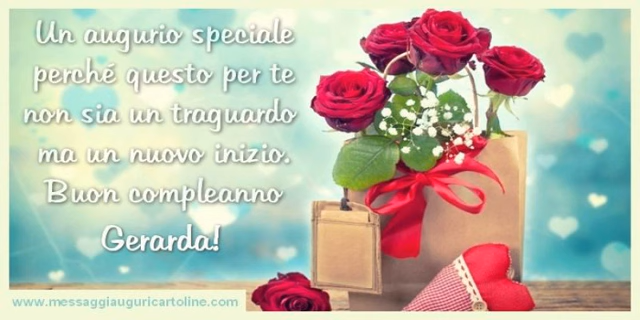 Un augurio speciale
perché questo per te
non sia un traguardo
ma un nuovo inizio.
Buon compleanno
Gerarda!
www.messaggiauguricartoline.com